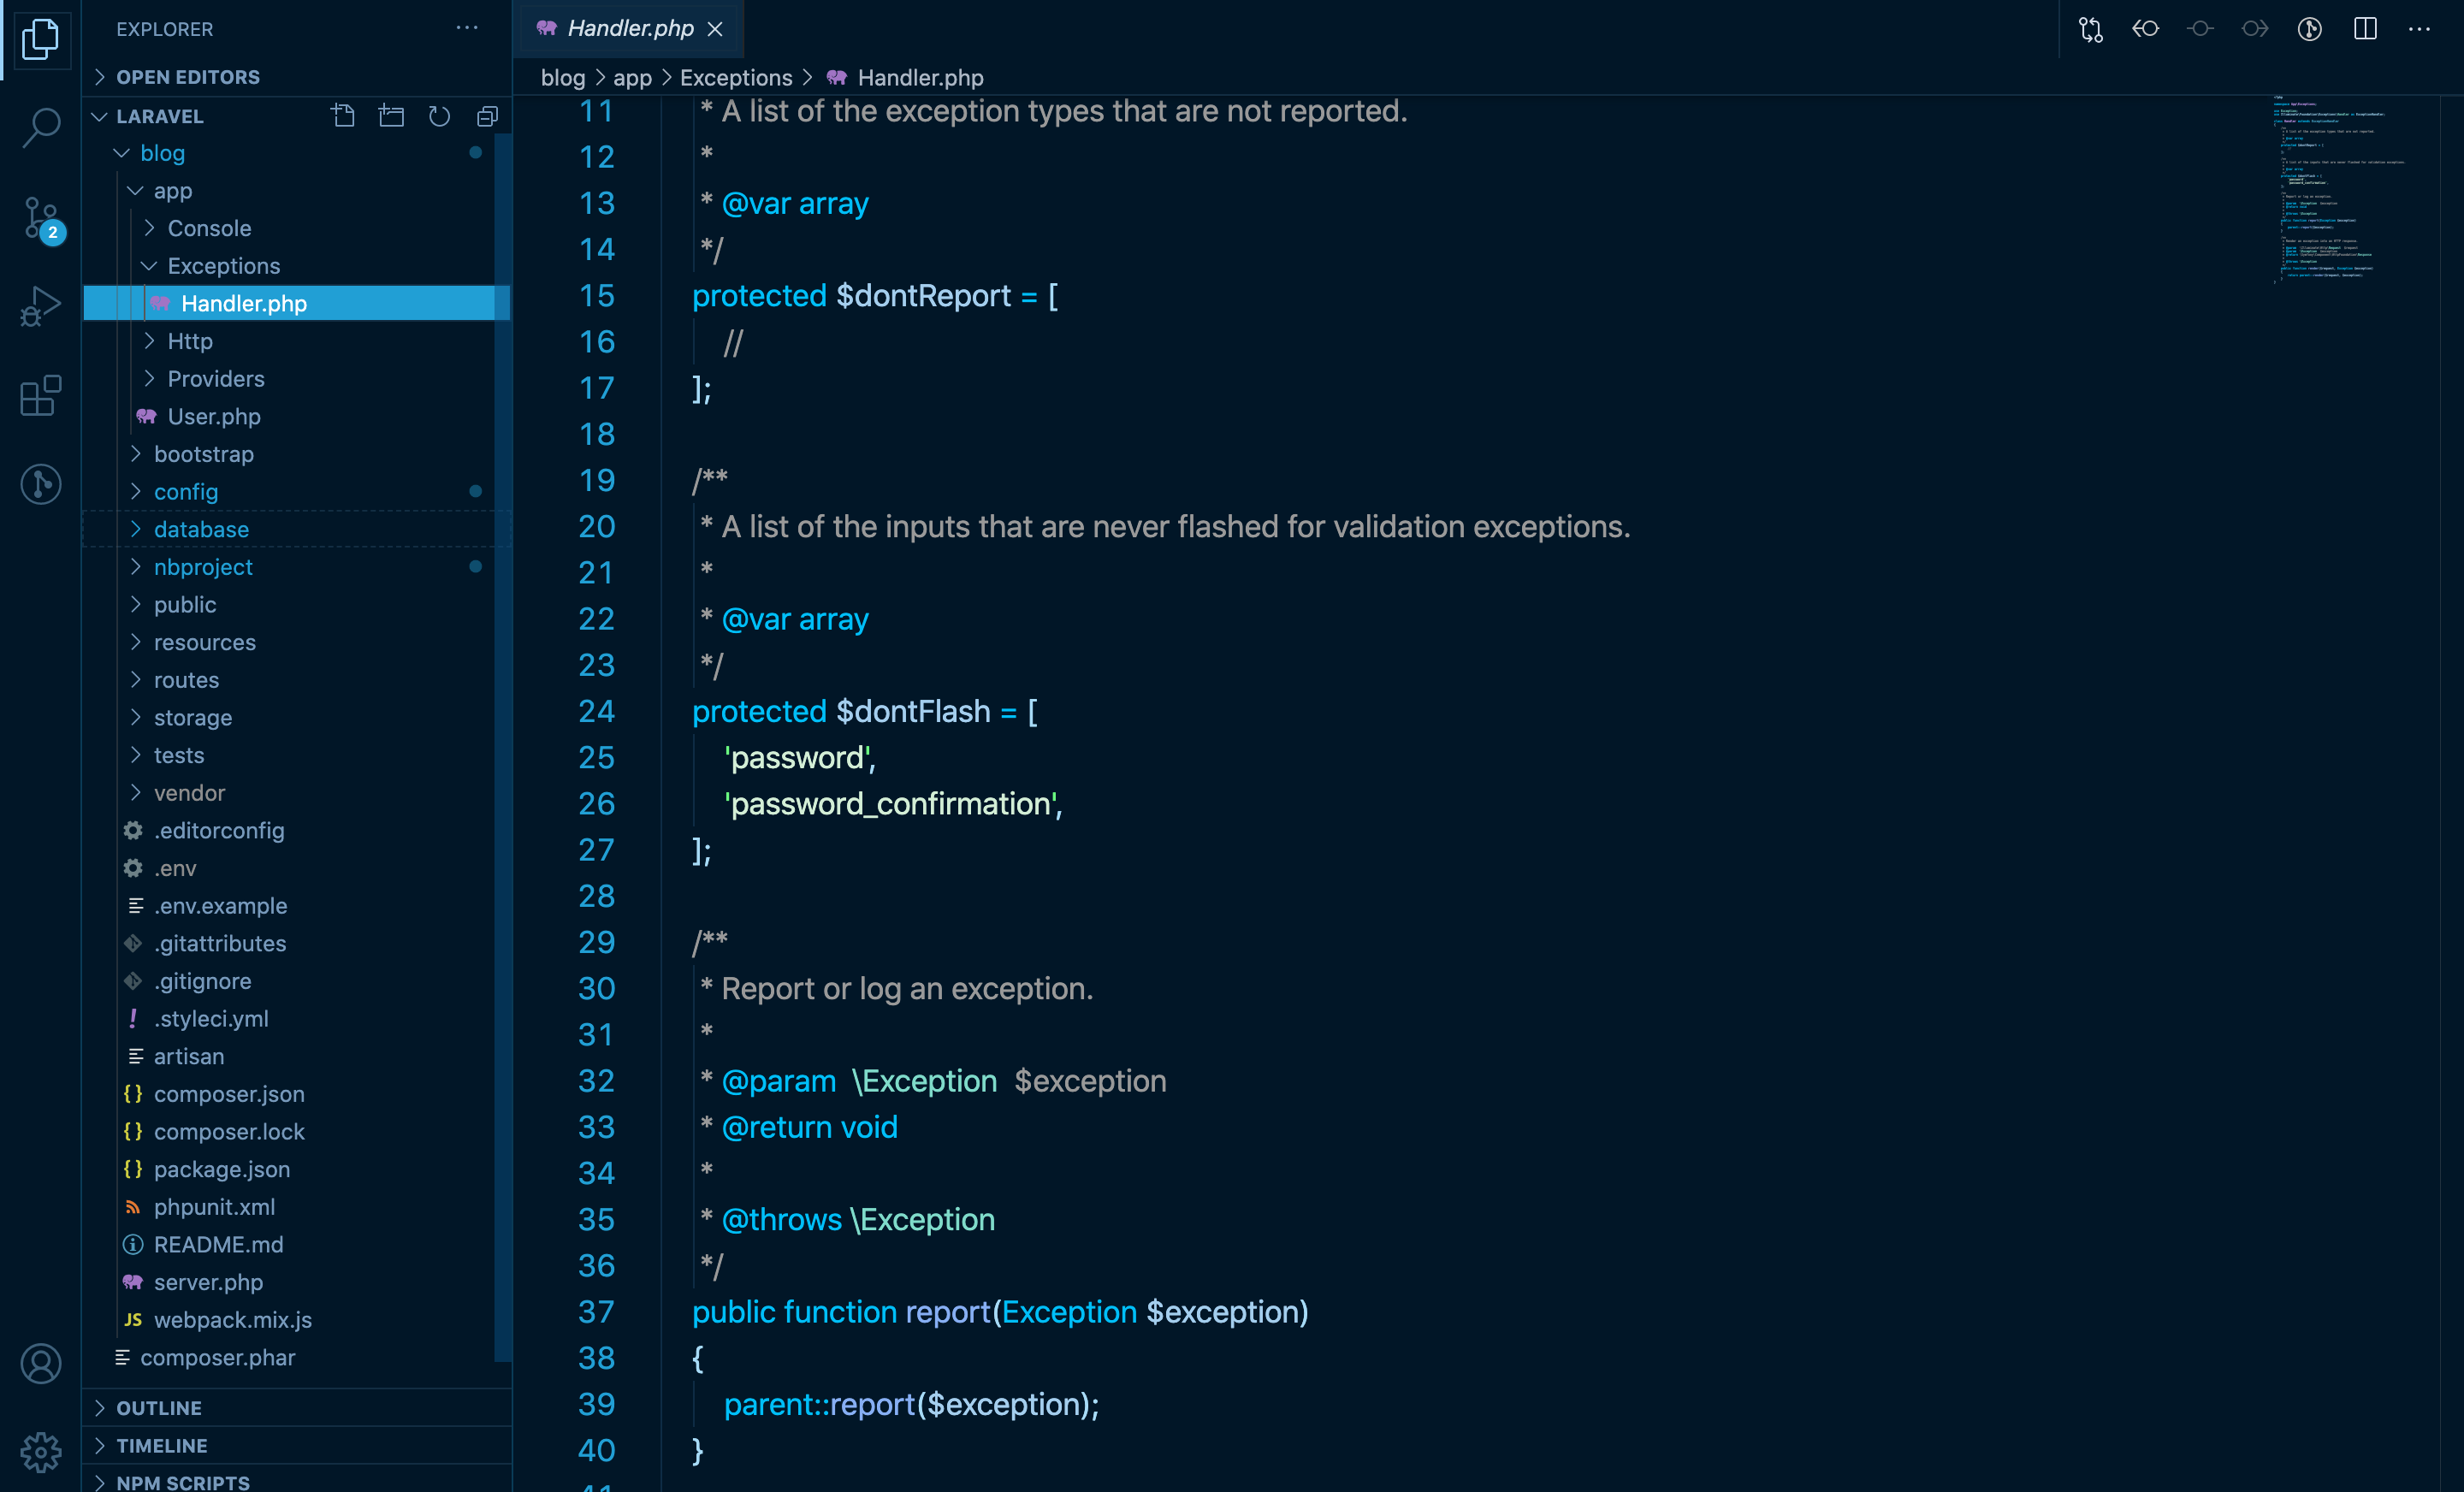 EXPLORER
OPEN EDITORS
LARAVEL
blog
app
Console
Exceptions
Handler.php
Http
Providers
User.php
bootstrap
config
database
nbproject
public
resources
routes
storage
tests
vendor
.editorconfig
.env
.env.example
.gitattributes
.gitignore
! .styleci.yml
artisan
{} composer.json
{} composer.lock
{} package.json
phpunit.xml
README.md
server.php
JS webpack.mix.js
composer.phar
OUTLINE
TIMELINE
NPM SCRIPTS
2
Handler.php
blog > app > Exceptions > Handler.php
11 * A list of the exception types that are not reported.
12 *
13 * @var array
14 */
15 protected $dontReport = [
16 //
17 ];
18
19 /**
20 * A list of the inputs that are never flashed for validation exceptions.
21 *
22 * @var array
23 */
24 protected $dontFlash = [
25 'password',
26 'password_confirmation',
27 ];
28
29 /**
30 * Report or log an exception.
31 *
32 * @param  \Exception  $exception
33 * @return void
34 *
35 * @throws \Exception
36 */
37 public function report(Exception $exception)
38 {
39 parent::report($exception);
40 }